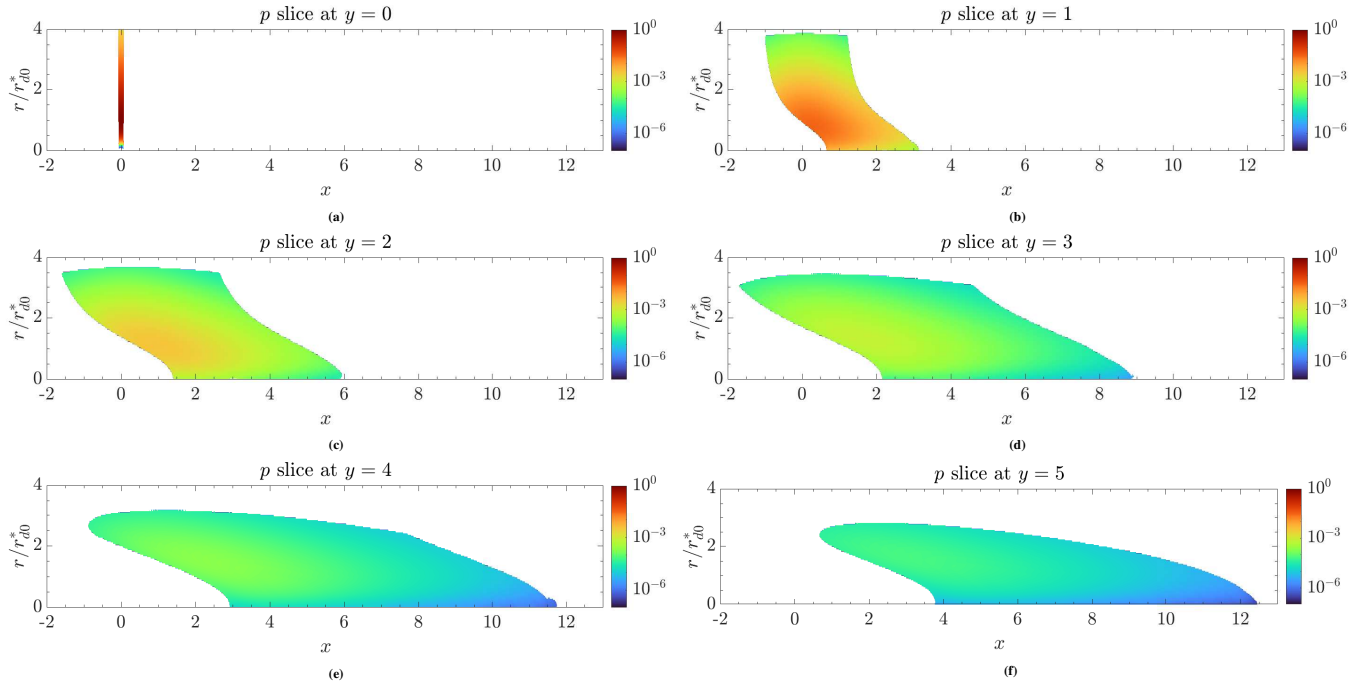 p slice at y = 0
p slice at y = 1
4
2
0
r/r*d0
-2 0 2 4 6 8 10 12
x
10^0
10^-3
10^-6
4
2
0
r/r*d0
-2 0 2 4 6 8 10 12
x
10^0
10^-3
10^-6
(a)
(b)
p slice at y = 2
p slice at y = 3
4
2
0
r/r*d0
-2 0 2 4 6 8 10 12
x
10^0
10^-3
10^-6
4
2
0
r/r*d0
-2 0 2 4 6 8 10 12
x
10^0
10^-3
10^-6
(c)
(d)
p slice at y = 4
p slice at y = 5
4
2
0
r/r*d0
-2 0 2 4 6 8 10 12
x
10^0
10^-3
10^-6
4
2
0
r/r*d0
-2 0 2 4 6 8 10 12
x
10^0
10^-3
10^-6
(e)
(f)